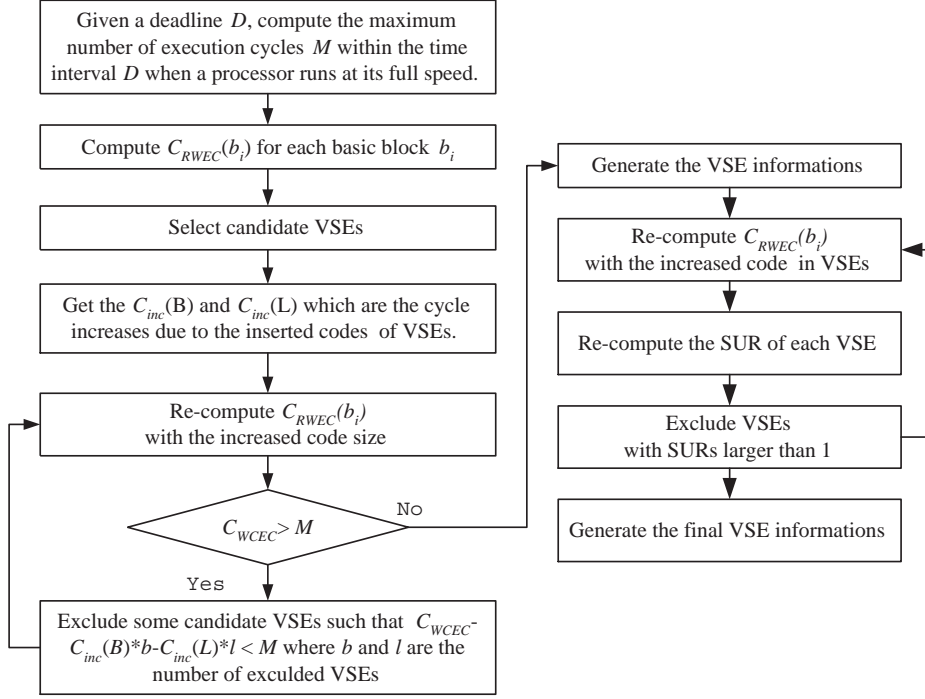 Given a deadline D, compute the maximum
number of execution cycles M within the time
interval D when a processor runs at its full speed.
Compute C_RWEC(b_i) for each basic block b_i
Select candidate VSEs
Get the C_inc(B) and C_inc(L) which are the cycle
increases due to the inserted codes of VSEs.
Re-compute C_RWEC(b_i)
with the increased code size
C_WCEC> M
No
Yes
Exclude some candidate VSEs such that C_WCEC-
C_inc(B)*b-C_inc(L)*l < M where b and l are the
number of exculded VSEs
Generate the VSE informations
Re-compute C_RWEC(b_i)
with the increased code in VSEs
Re-compute the SUR of each VSE
Exclude VSEs
with SURs larger than 1
Generate the final VSE informations